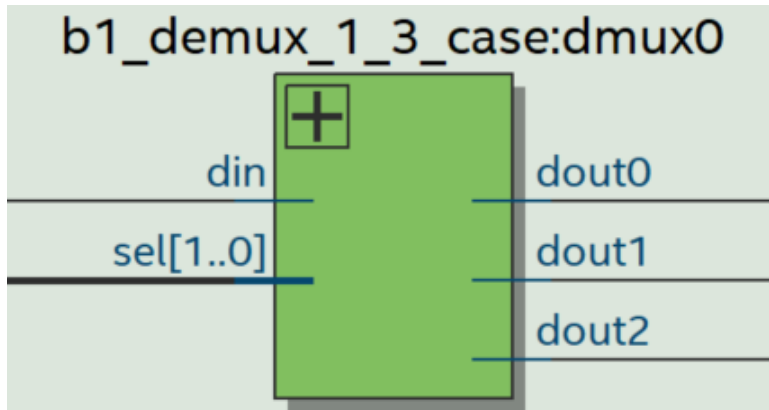 b1_demux_1_3_case:dmux0
din
dout0
sel[1..0]
dout1
dout2